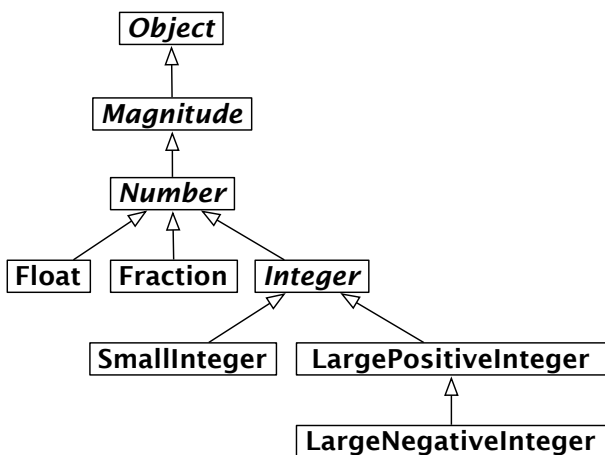 Object
Magnitude
Number
Float
Fraction
Integer
SmallInteger
LargePositiveInteger
LargeNegativeInteger